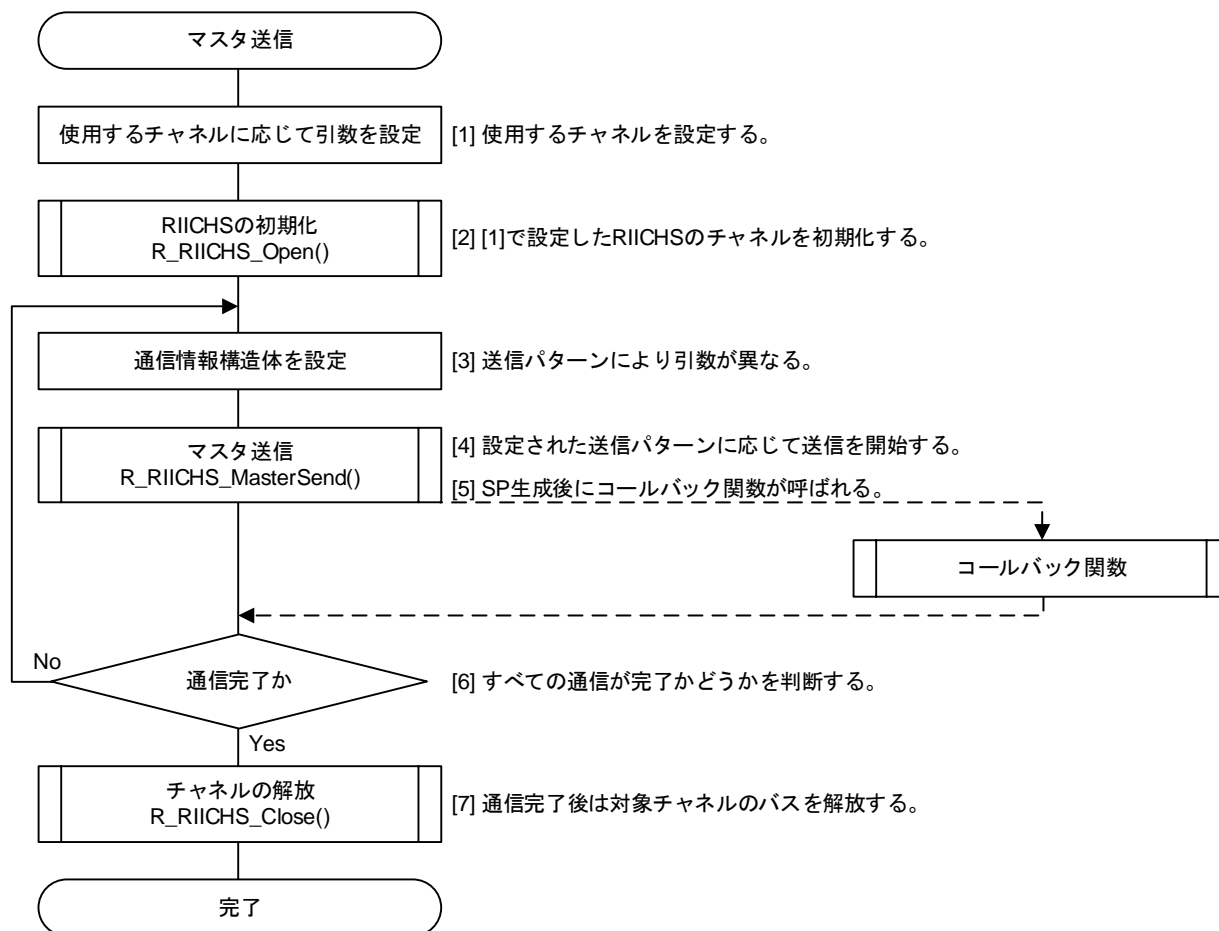 マスタ送信
使用するチャネルに応じて引数を設定
[1] 使用するチャネルを設定する。
RIICHSの初期化
R_RIICHS_Open()
[2] [1]で設定したRIICHSのチャネルを初期化する。
通信情報構造体を設定
[3] 送信パターンにより引数が異なる。
マスタ送信
R_RIICHS_MasterSend()
[4] 設定された送信パターンに応じて送信を開始する。
[5] SP生成後にコールバック関数が呼ばれる。
コールバック関数
No
通信完了か
[6] すべての通信が完了かどうかを判断する。
Yes
チャネルの解放
R_RIICHS_Close()
[7] 通信完了後は対象チャネルのバスを解放する。
完了